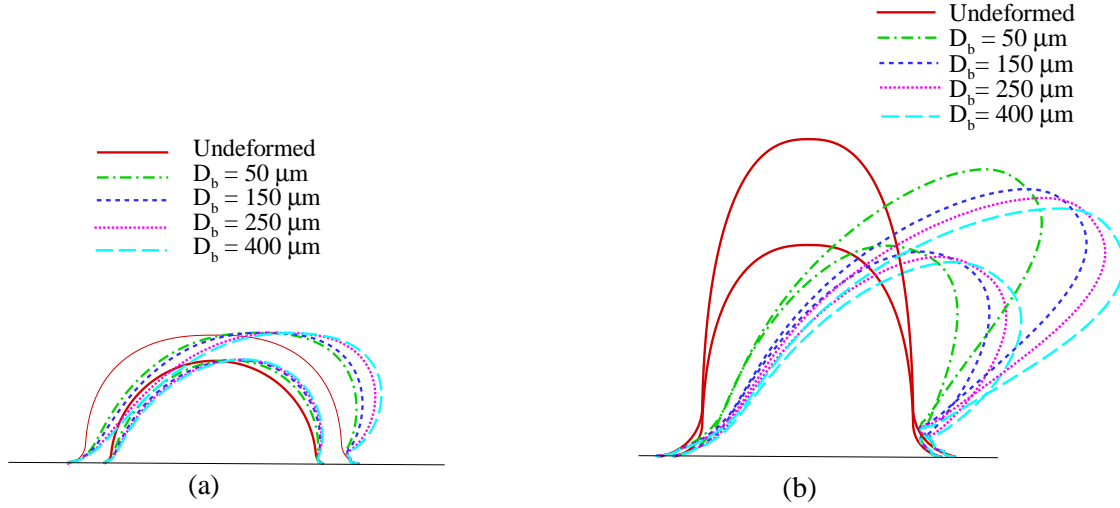 Undeformed
D_b = 50 μm
D_b = 150 μm
D_b = 250 μm
D_b = 400 μm
(a)
Undeformed
D_b = 50 μm
D_b= 150 μm
D_b= 250 μm
D_b= 400 μm
(b)